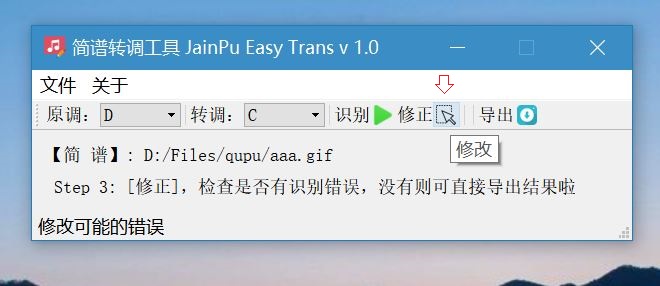 简谱转调工具 JainPu Easy Trans v 1.0
文件 关于
原调: D 转调: C 识别 修正 导出
修改
【简 谱】: D:/Files/qupu/aaa.gif
Step 3: [修正], 检查是否有识别错误, 没有则可直接导出结果啦
修改可能的错误